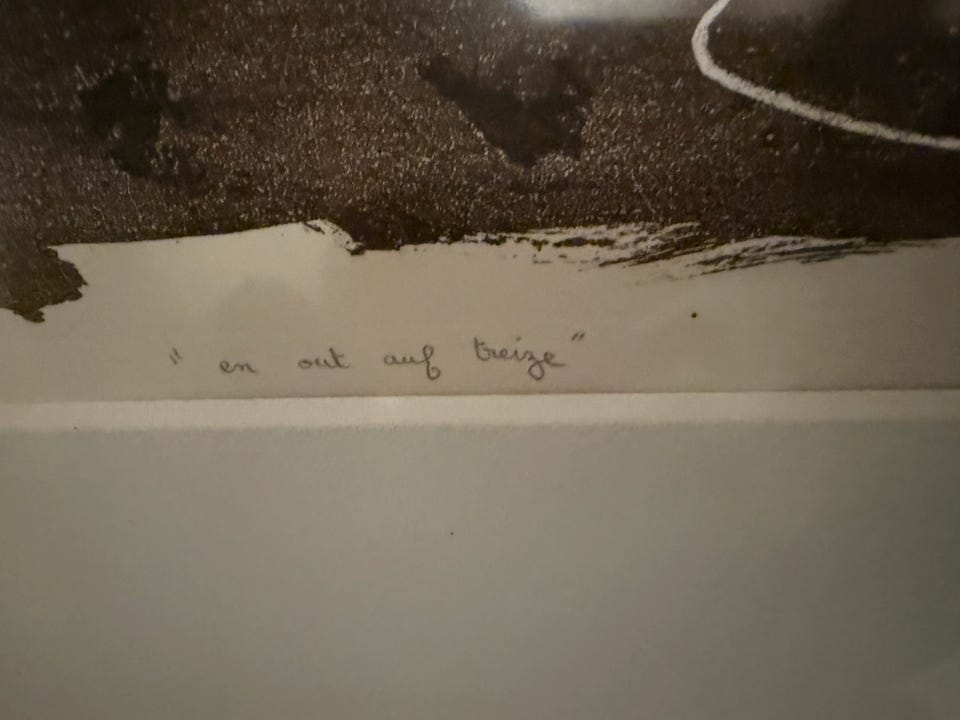 " en out auf treize "